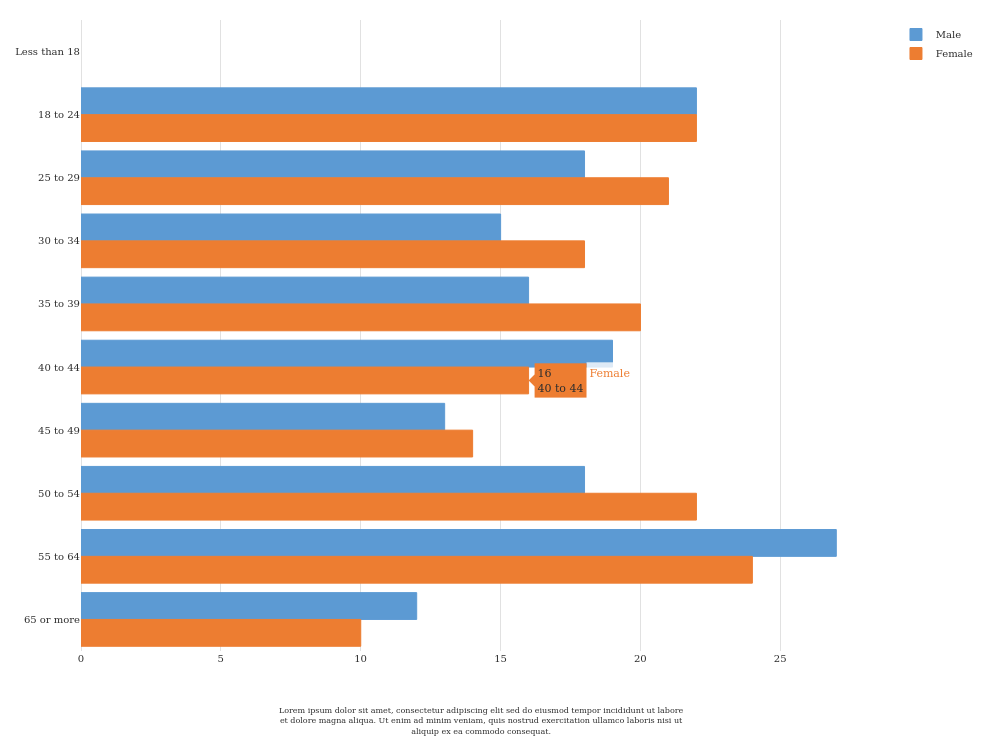 Less than 18
Male
Female
18 to 24
25 to 29
30 to 34
35 to 39
40 to 44
16 Female
40 to 44
45 to 49
50 to 54
55 to 64
65 or more
0 5 10 15 20 25
Lorem ipsum dolor sit amet, consectetur adipiscing elit sed do eiusmod tempor incididunt ut labore
et dolore magna aliqua. Ut enim ad minim veniam, quis nostrud exercitation ullamco laboris nisi ut
aliquip ex ea commodo consequat.